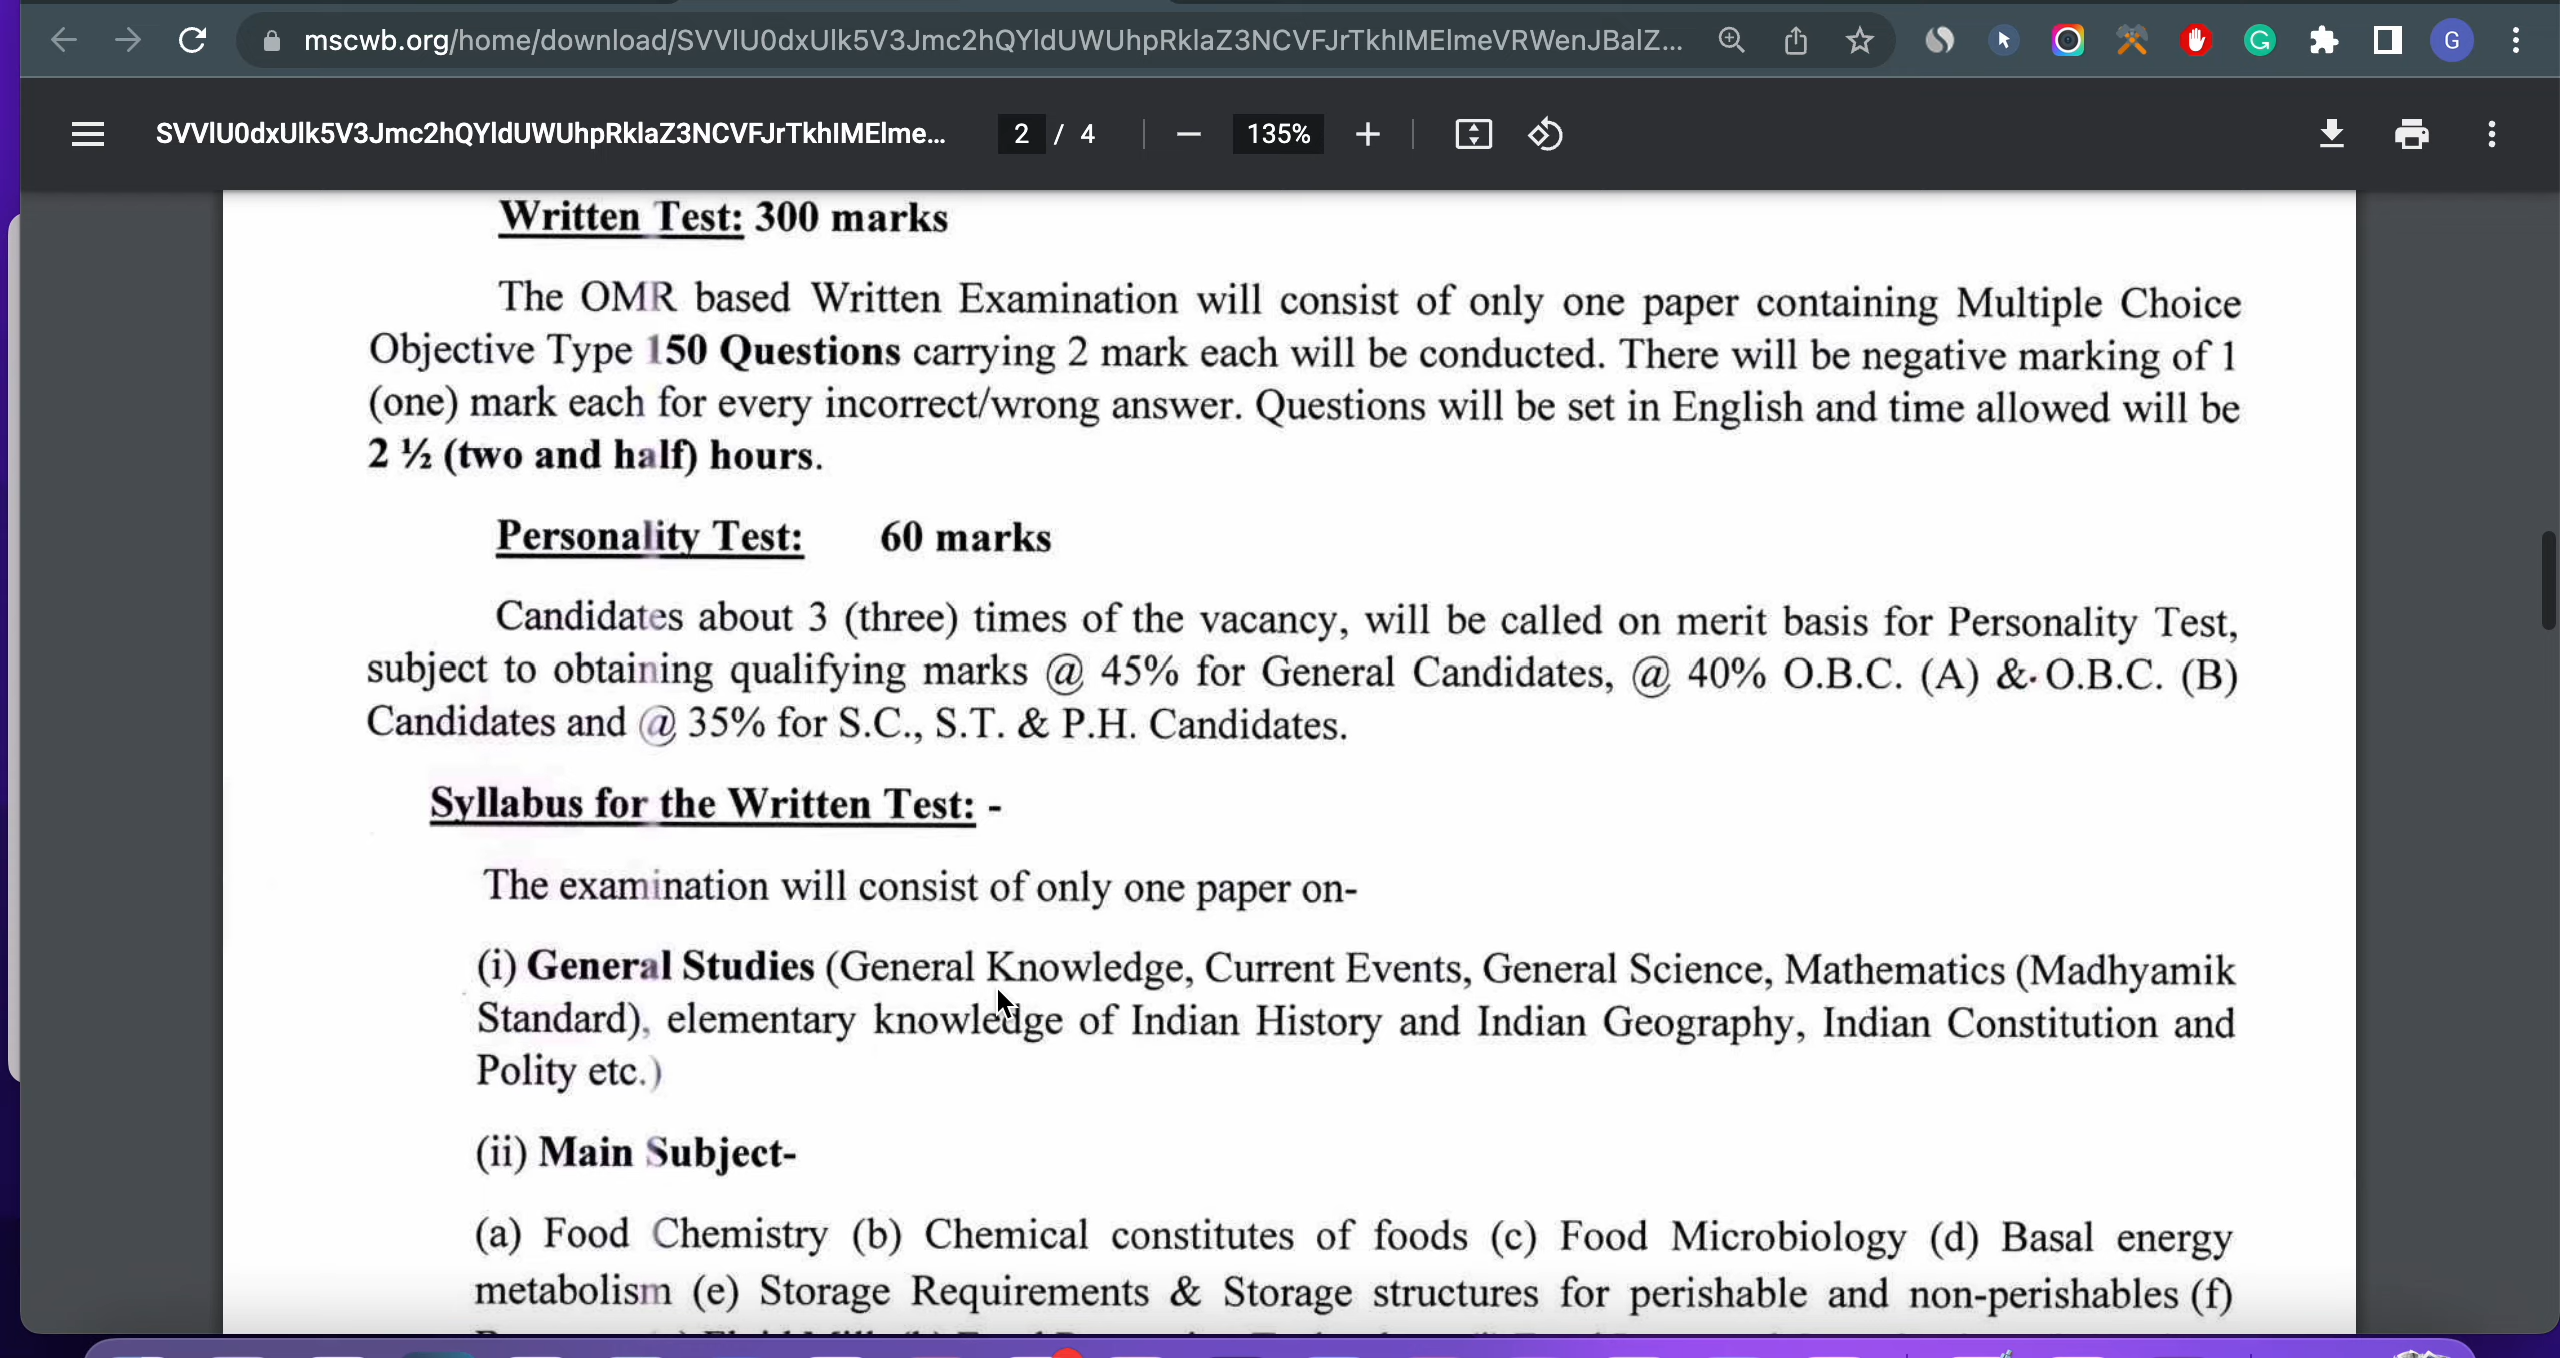 mscwb.org/home/download/SVVlU0dxUlk5V3Jmc2hQYldUWUhpRklaZ3NCVFJrTkhIMElmeVRWenJBalZ...
G
G
SVVlU0dxUlk5V3Jmc2hQYldUWUhpRklaZ3NCVFJrTkhIMElme...
2 / 4
135%
Written Test: 300 marks
The OMR based Written Examination will consist of only one paper containing Multiple Choice
Objective Type 150 Questions carrying 2 mark each will be conducted. There will be negative marking of 1
(one) mark each for every incorrect/wrong answer. Questions will be set in English and time allowed will be
2 ½ (two and half) hours.
Personality Test: 60 marks
Candidates about 3 (three) times of the vacancy, will be called on merit basis for Personality Test,
subject to obtaining qualifying marks @ 45% for General Candidates, @ 40% O.B.C. (A) & O.B.C. (B)
Candidates and @ 35% for S.C., S.T. & P.H. Candidates.
Syllabus for the Written Test: -
The examination will consist of only one paper on-
(i) General Studies (General Knowledge, Current Events, General Science, Mathematics (Madhyamik
Standard), elementary knowledge of Indian History and Indian Geography, Indian Constitution and
Polity etc.)
(ii) Main Subject-
(a) Food Chemistry (b) Chemical constitutes of foods (c) Food Microbiology (d) Basal energy
metabolism (e) Storage Requirements & Storage structures for perishable and non-perishables (f)